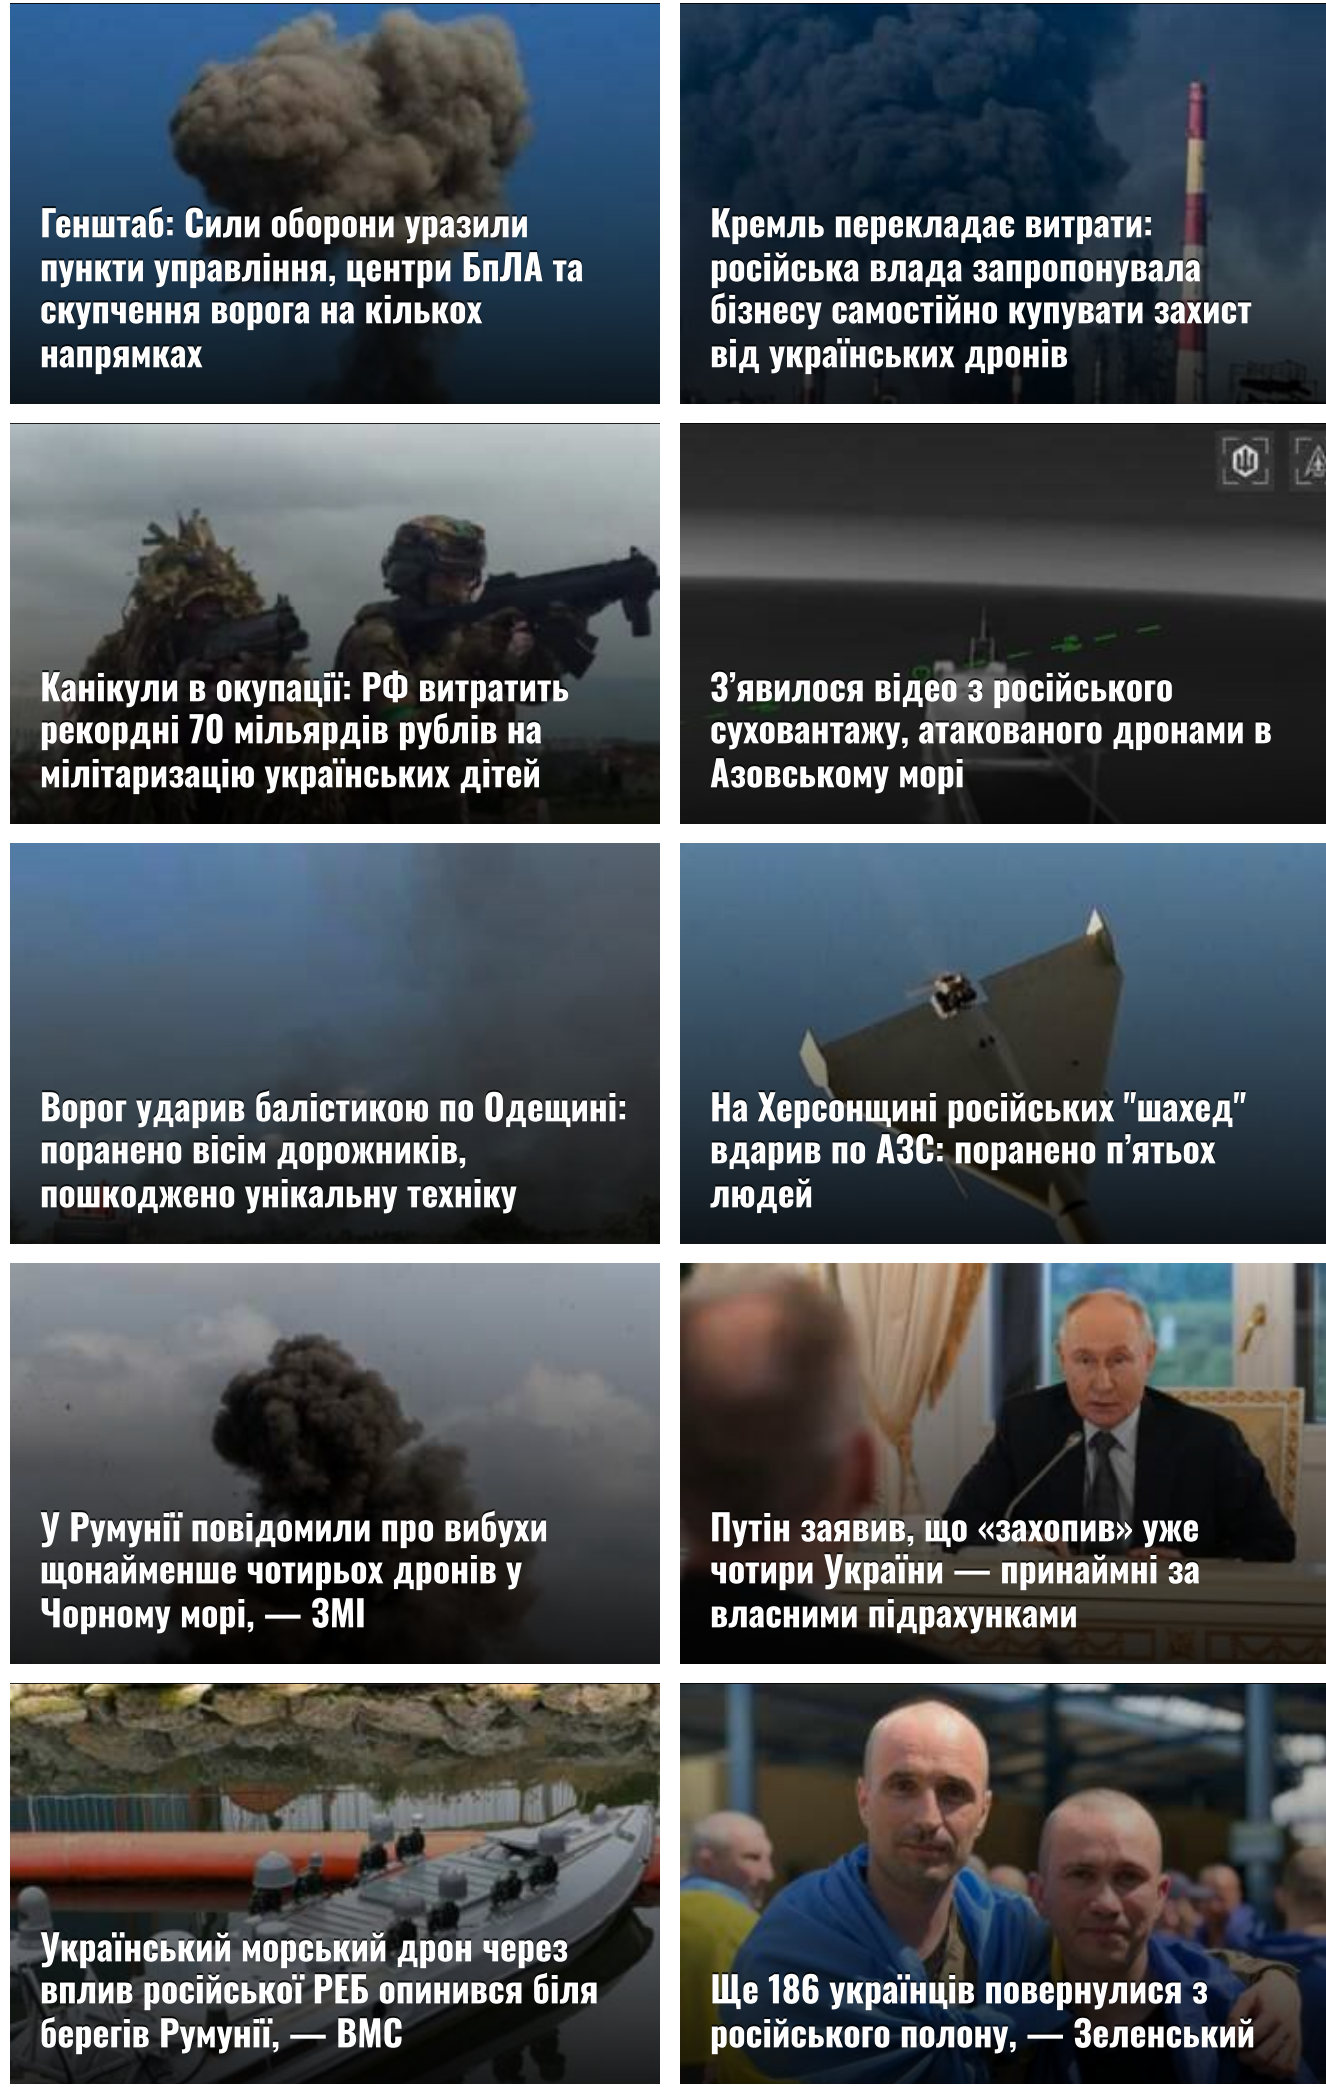 Генштаб: Сили оборони уразили
пункти управління, центри БпЛА та
скупчення ворога на кількох
напрямках
Кремль перекладає витрати:
російська влада запропонувала
бізнесу самостійно купувати захист
від українських дронів
Канікули в окупації: РФ витратить
рекордні 70 мільярдів рублів на
мілітаризацію українських дітей
З’явилося відео з російського
суховантажу, атакованого дронами в
Азовському морі
Ворог ударив балістикою по Одещині:
поранено вісім дорожників,
пошкоджено унікальну техніку
На Херсонщині російських "шахед"
вдарив по АЗС: поранено п’ятьох
людей
У Румунії повідомили про вибухи
щонайменше чотирьох дронів у
Чорному морі, — ЗМІ
Путін заявив, що «захопив» уже
чотири України — принаймні за
власними підрахунками
Український морський дрон через
вплив російської РЕБ опинився біля
берегів Румунії, — ВМС
Ще 186 українців повернулися з
російського полону, — Зеленський